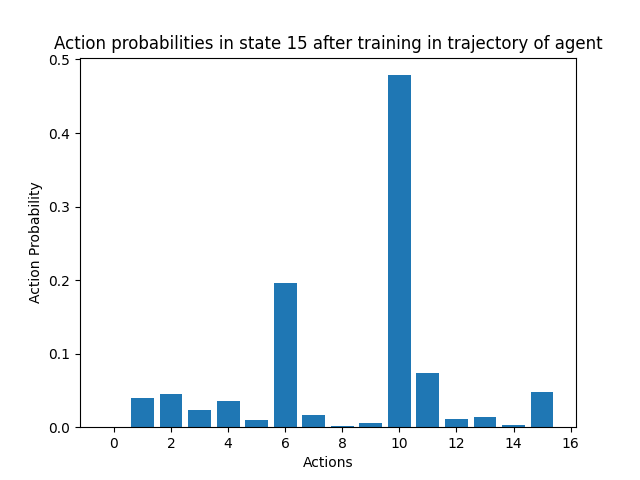 Action probabilities in state 15 after training in trajectory of agent
0.5
0.4
0.3
0.2
0.1
0.0
Action Probability
0 2 4 6 8 10 12 14 16
Actions